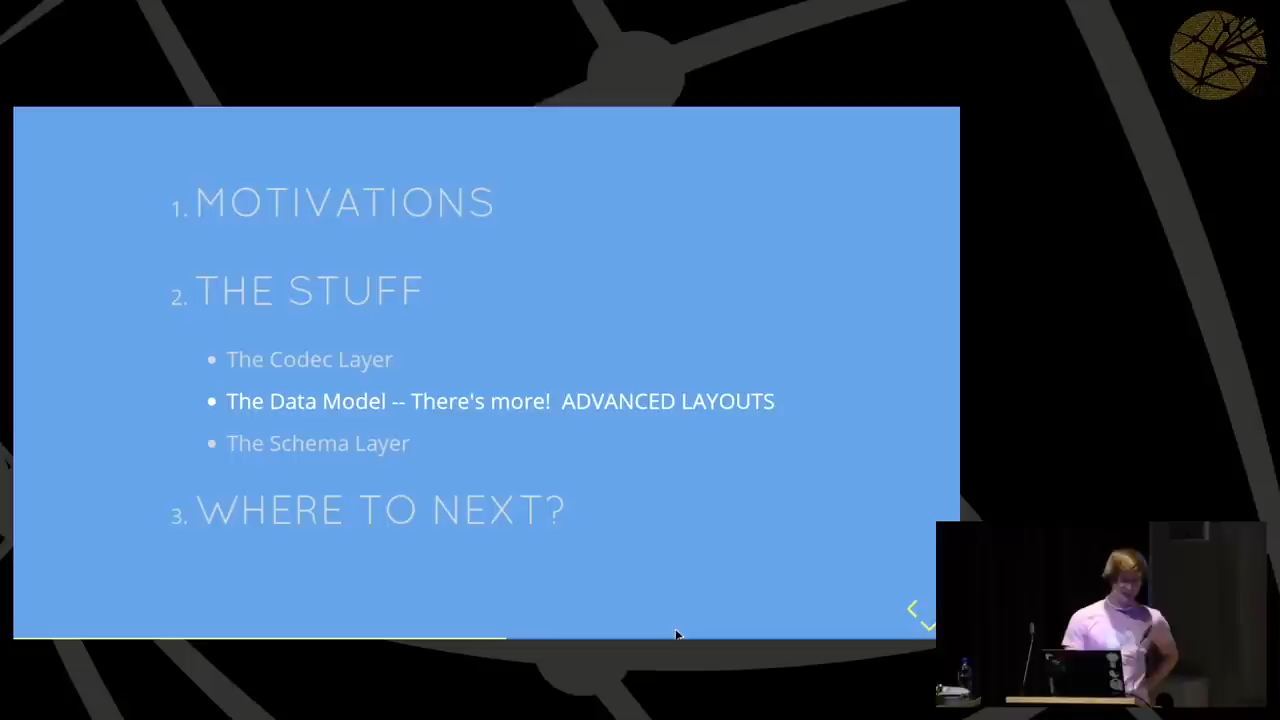 1. MOTIVATIONS
2. THE STUFF
• The Codec Layer
• The Data Model -- There's more!  ADVANCED LAYOUTS
• The Schema Layer
3. WHERE TO NEXT?